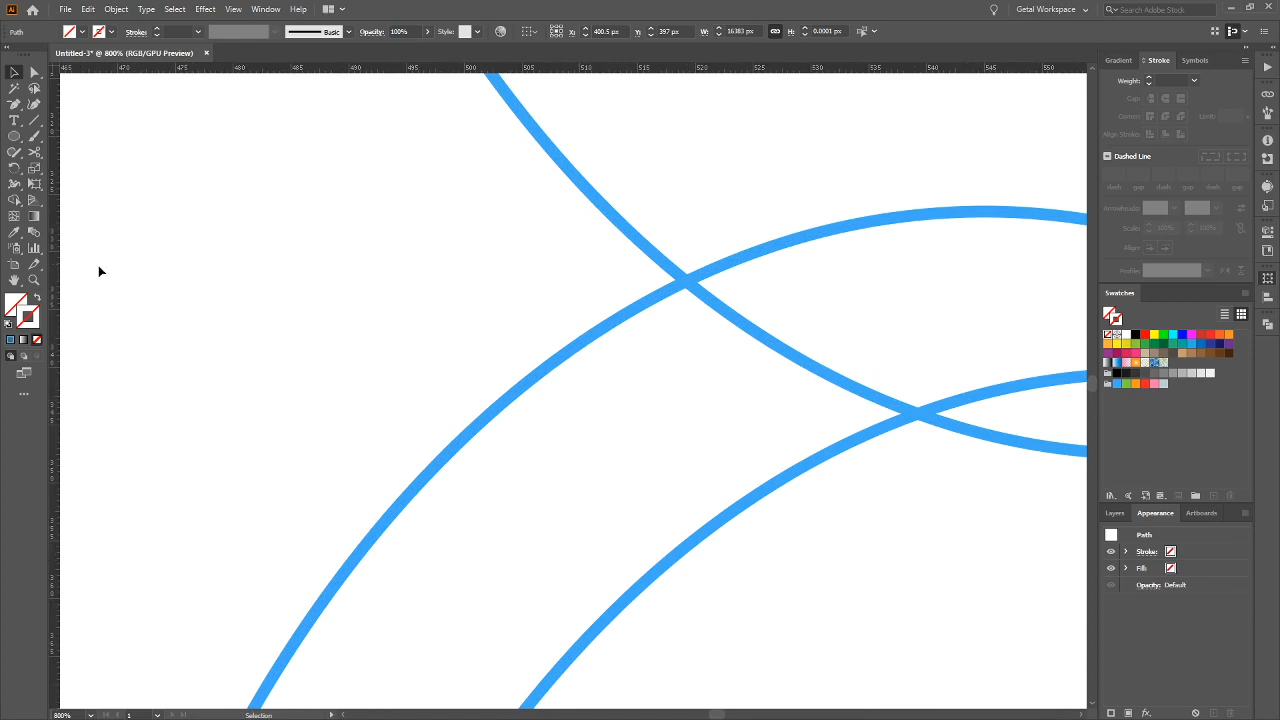 Ai File Edit Object Type Select Effect View Window Help Getal Workspace Search Adobe Stock
Path Stroke: Basic Opacity: 100% Style: X: 400.5 px Y: 397 px W: 16383 px H: 0.0001 px
Untitled-3* @ 800% (RGB/GPU Preview) ×
465 470 475 480 485 490 495 500 505 510 515 520 525 530 535 540 545 550
Gradient Stroke Symbols
Weight:
Cap:
Corner: Limit:
Align Stroke:
Dashed Line
dash gap dash gap dash gap
Arrowheads:
Scale: 100% 100%
Align:
Profile:
Swatches
Layers Appearance Artboards
Path
Stroke:
Fill:
Opacity: Default
800% 1 Selection